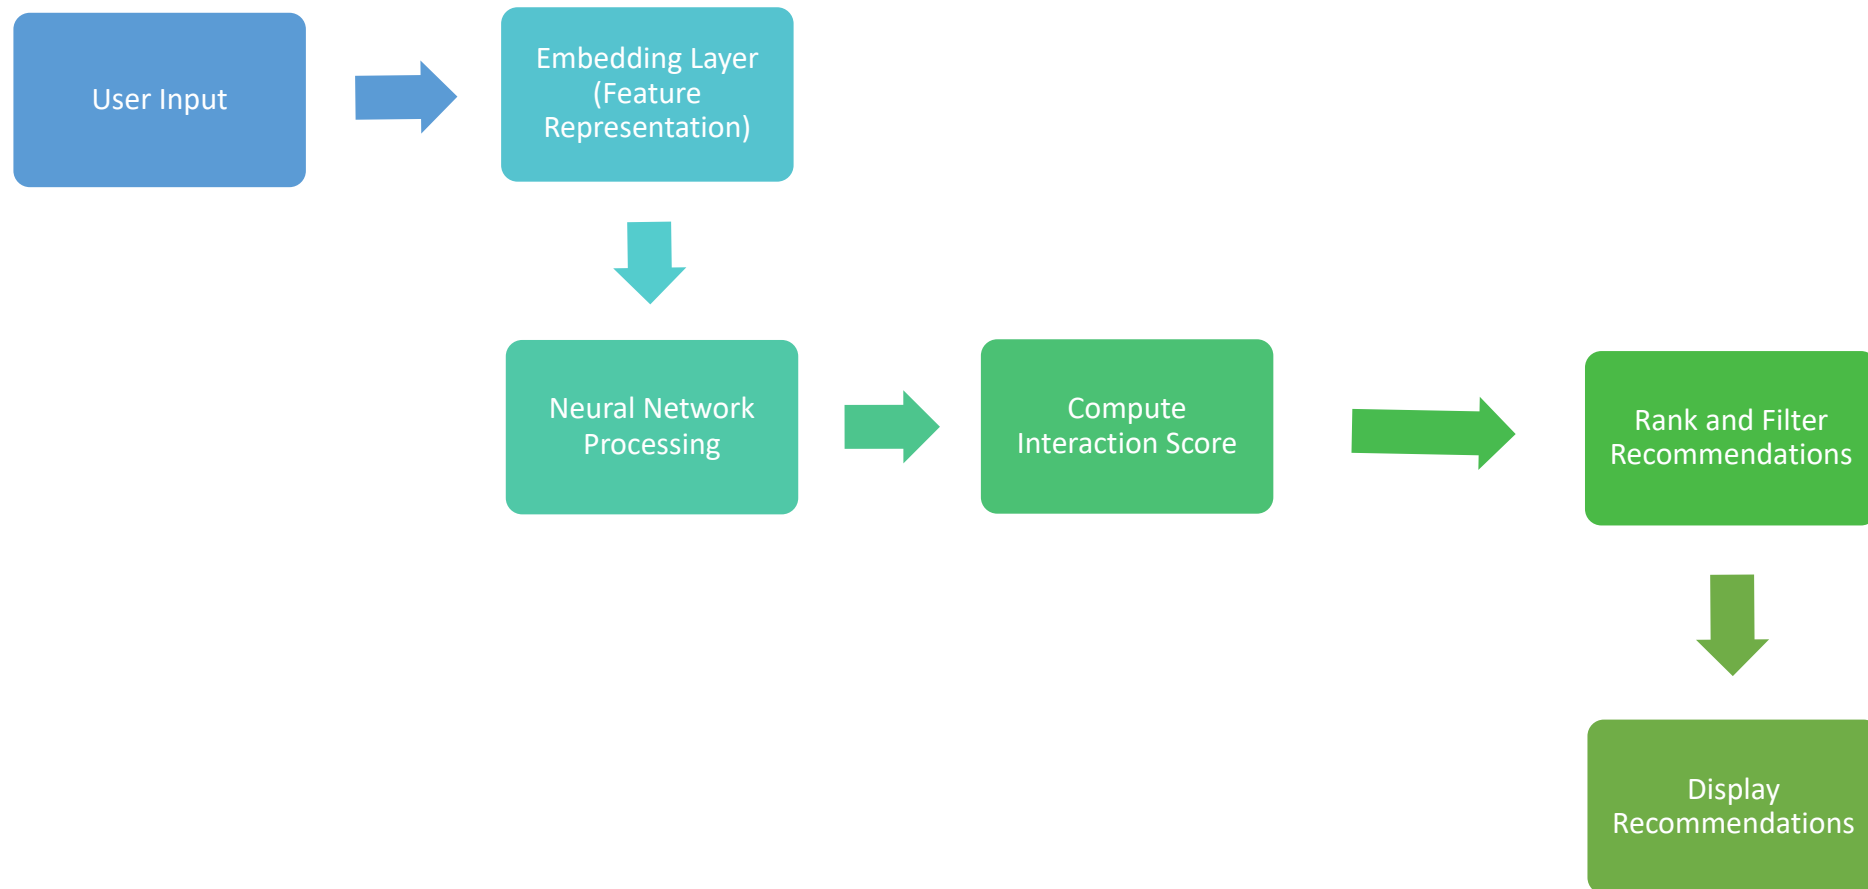 User Input
Embedding Layer
(Feature
Representation)
Neural Network
Processing
Compute
Interaction Score
Rank and Filter
Recommendations
Display
Recommendations